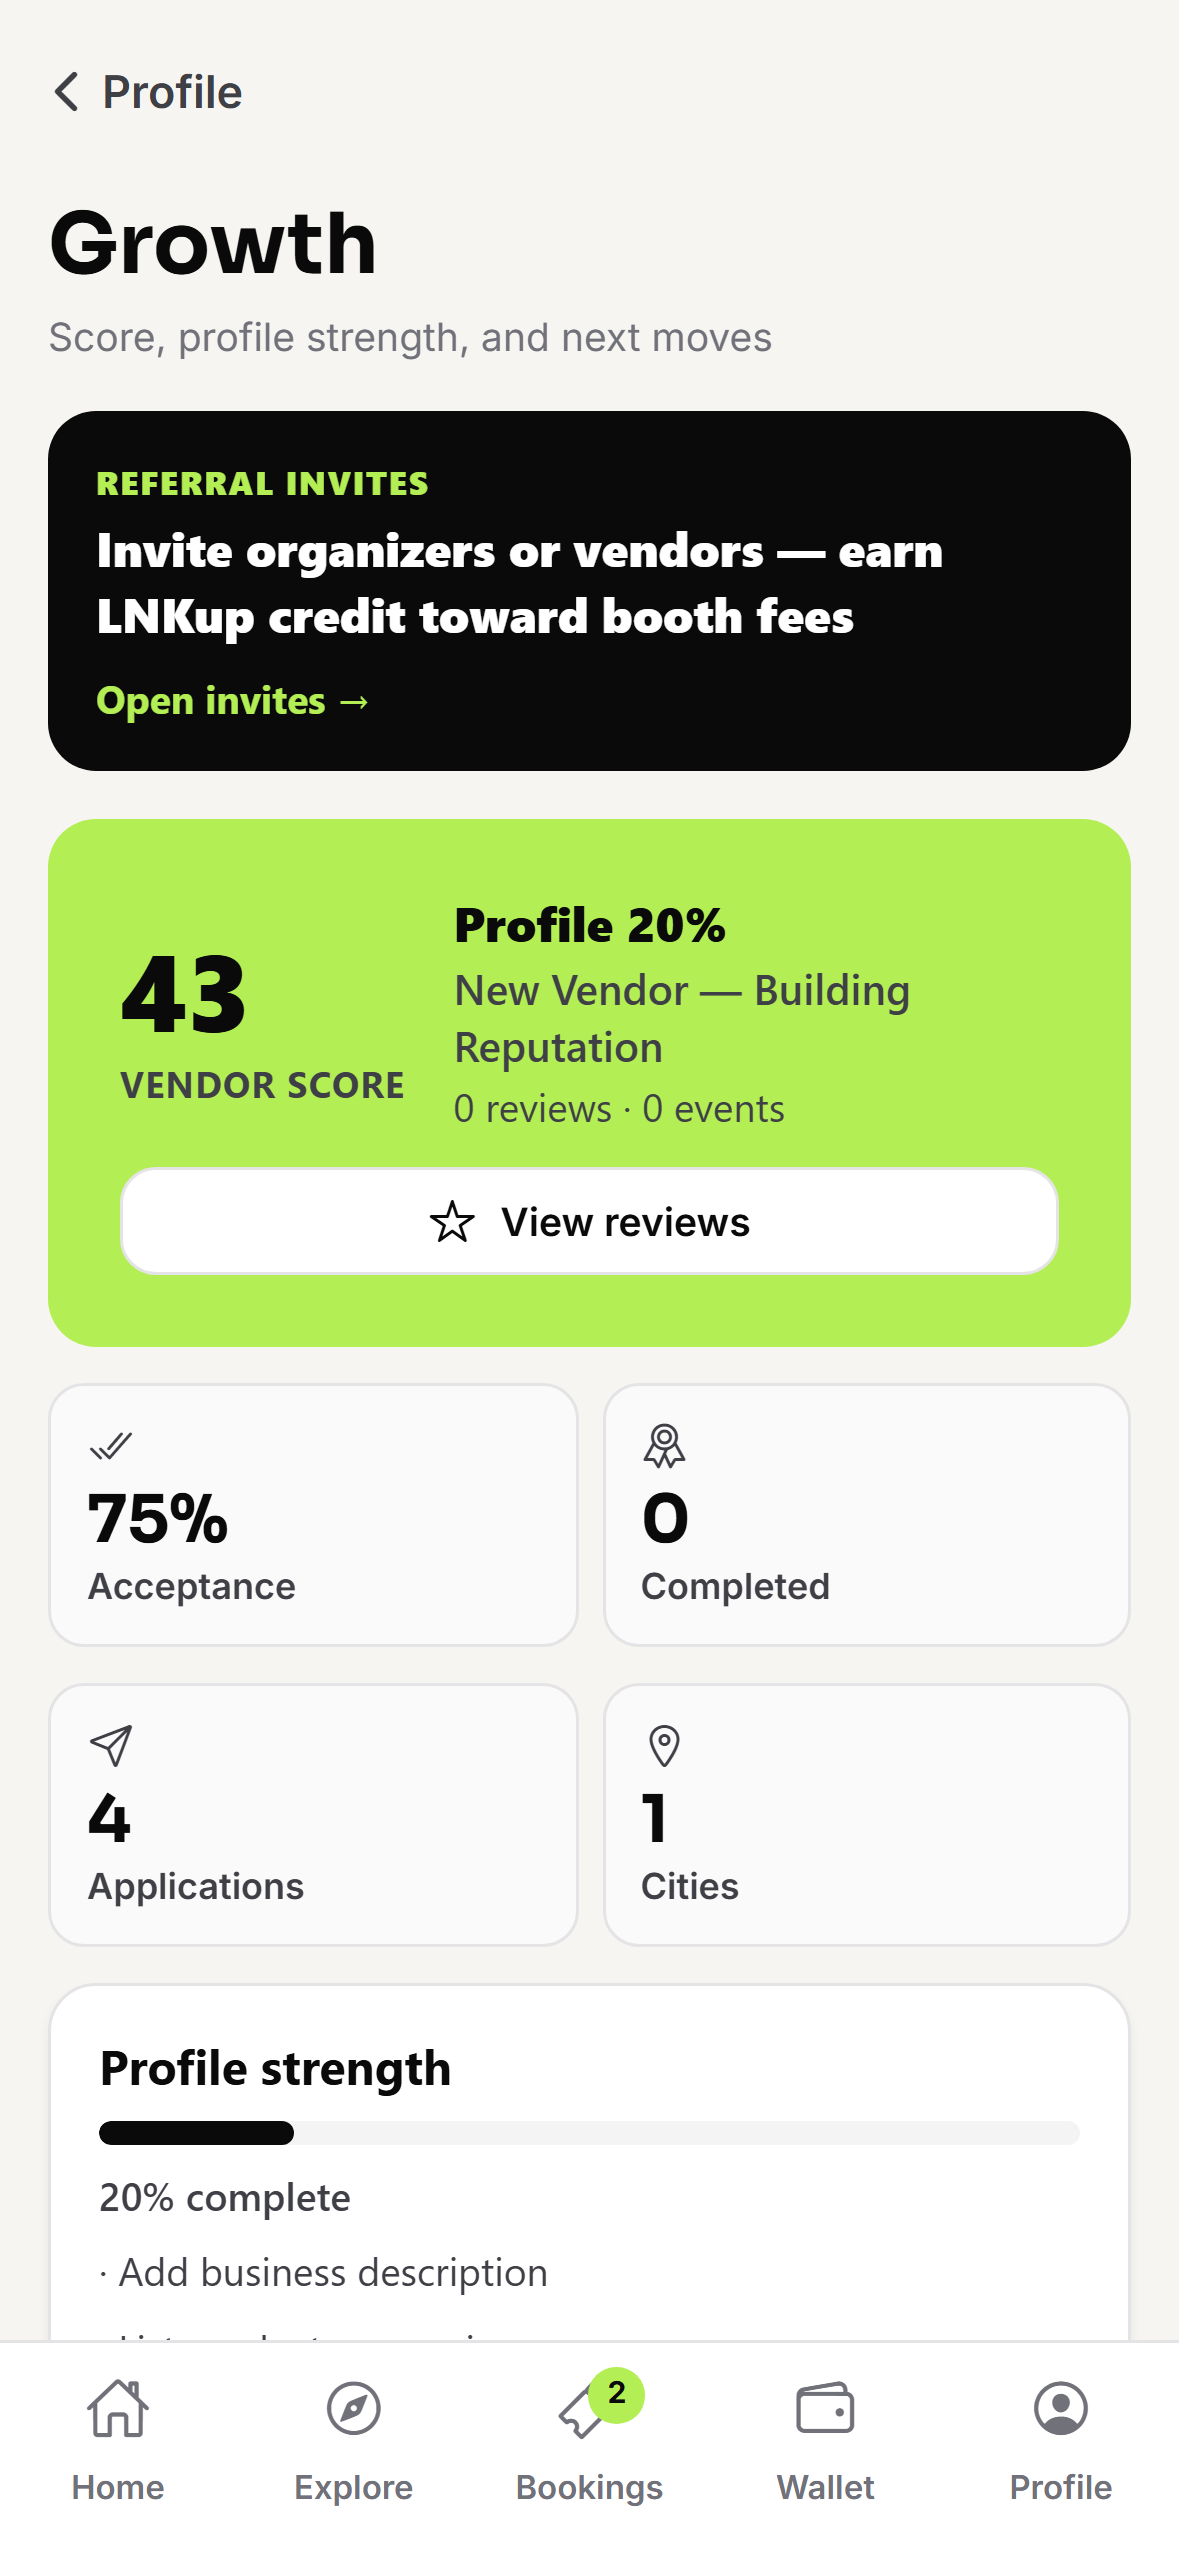 Profile
Growth
Score, profile strength, and next moves
REFERRAL INVITES
Invite organizers or vendors — earn
LNKup credit toward booth fees
Open invites →
43
VENDOR SCORE
Profile 20%
New Vendor — Building
Reputation
0 reviews · 0 events
View reviews
75%
Acceptance
0
Completed
4
Applications
1
Cities
Profile strength
20% complete
· Add business description
2
Home
Explore
Bookings
Wallet
Profile